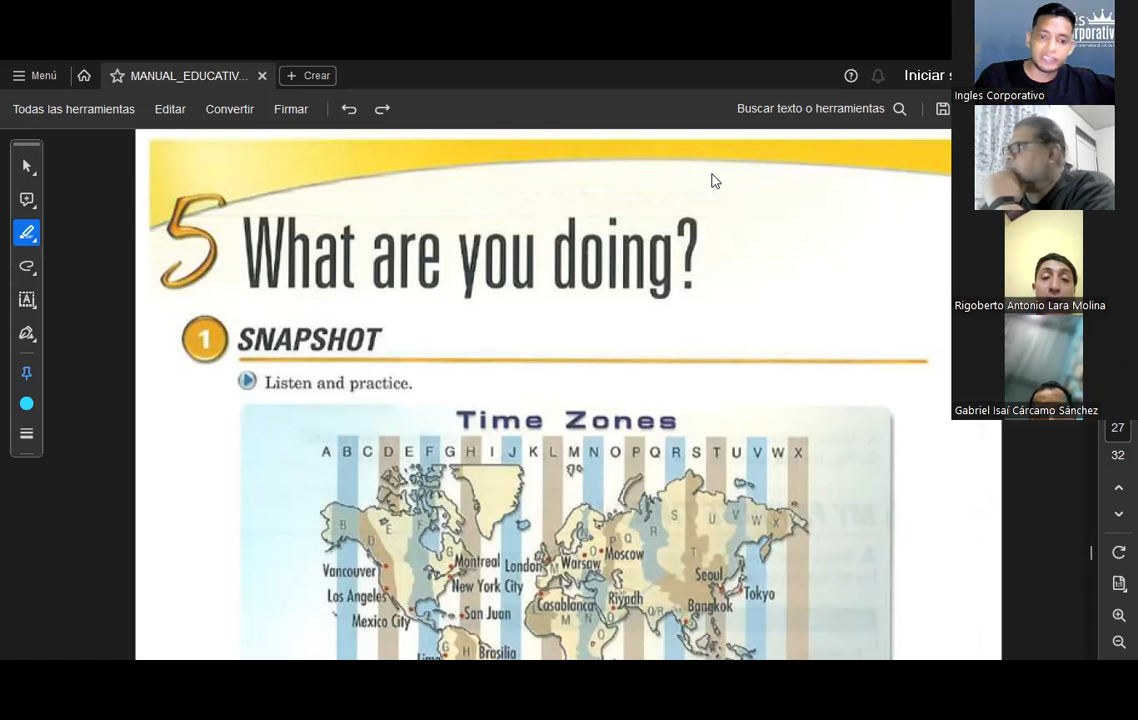 Menú
MANUAL_EDUCATIV...
Crear
Iniciar s
Todas las herramientas
Editar
Convertir
Firmar
Buscar texto o herramientas
Ingles Corporativo
Rigoberto Antonio Lara Molina
Gabriel Isaí Cárcamo Sánchez
5 What are you doing?
1 SNAPSHOT
Listen and practice.
Time Zones
A B C D E F G H I J K L M N O P Q R S T U V W X
Vancouver
Los Angeles
Mexico City
Montreal
New York City
San Juan
Brasilia
London
Warsaw
Moscow
Casablanca
Riyadh
Seoul
Tokyo
Bangkok
27
32